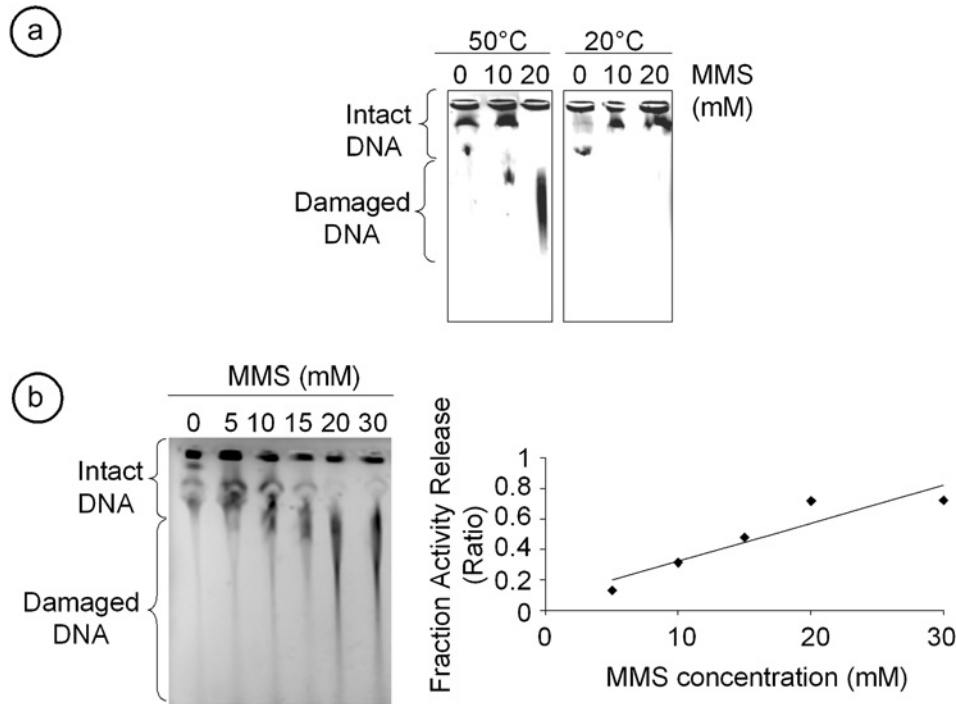 a
50°C 20°C
0 10 20 0 10 20 MMS
(mM)
Intact
DNA
Damaged
DNA
b
MMS (mM)
0 5 10 15 20 30
Intact
DNA
Damaged
DNA
Fraction Activity Release
(Ratio)
1
0.8
0.6
0.4
0.2
0
0 10 20 30
MMS concentration (mM)